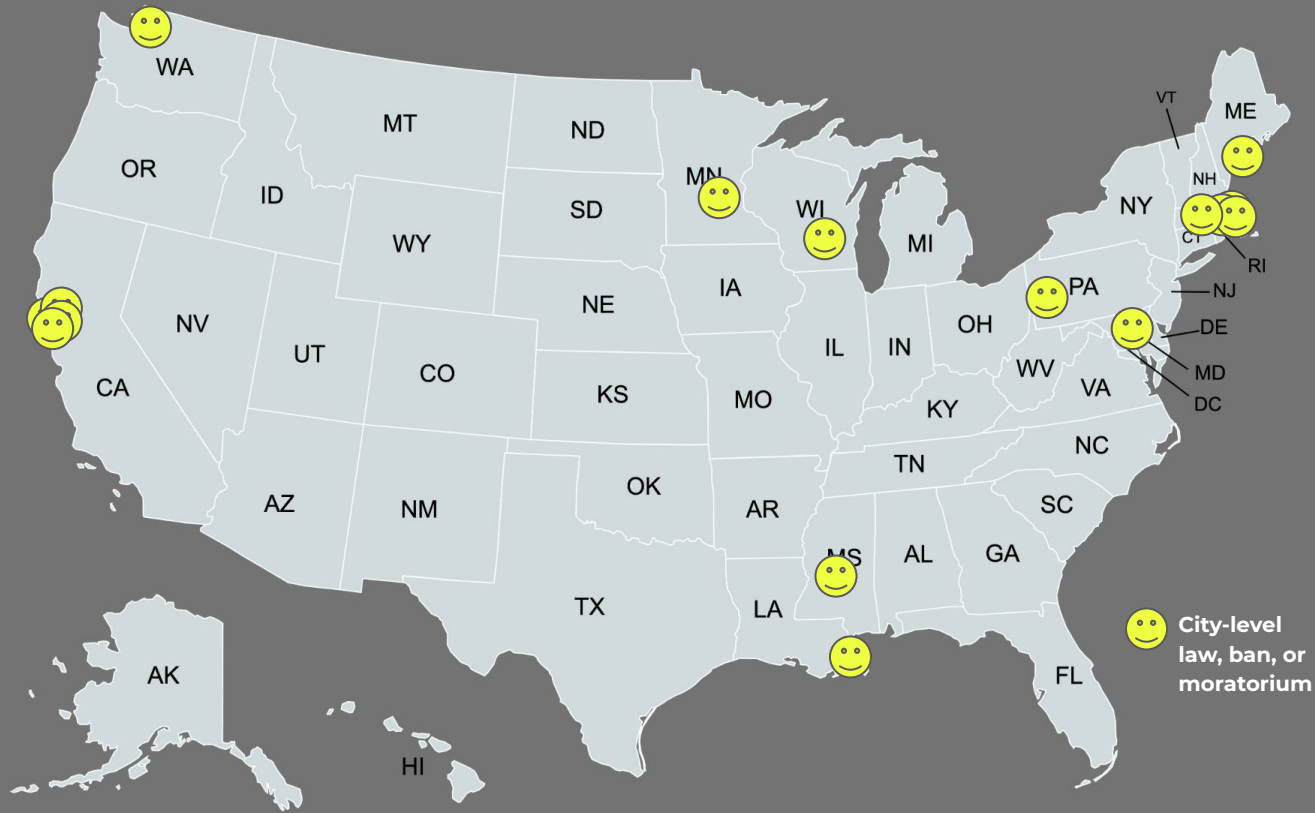 WA
MT
ND
MN
VT
ME
OR
ID
SD
WI
NH
NY
WY
MI
CT
RI
IA
PA
NJ
NE
NV
OH
DE
UT
IL
IN
CO
WV
MD
CA
KS
VA
DC
MO
KY
NC
TN
OK
AZ
NM
AR
SC
MS
AL
GA
TX
LA
City-level
law, ban, or
moratorium
AK
FL
HI